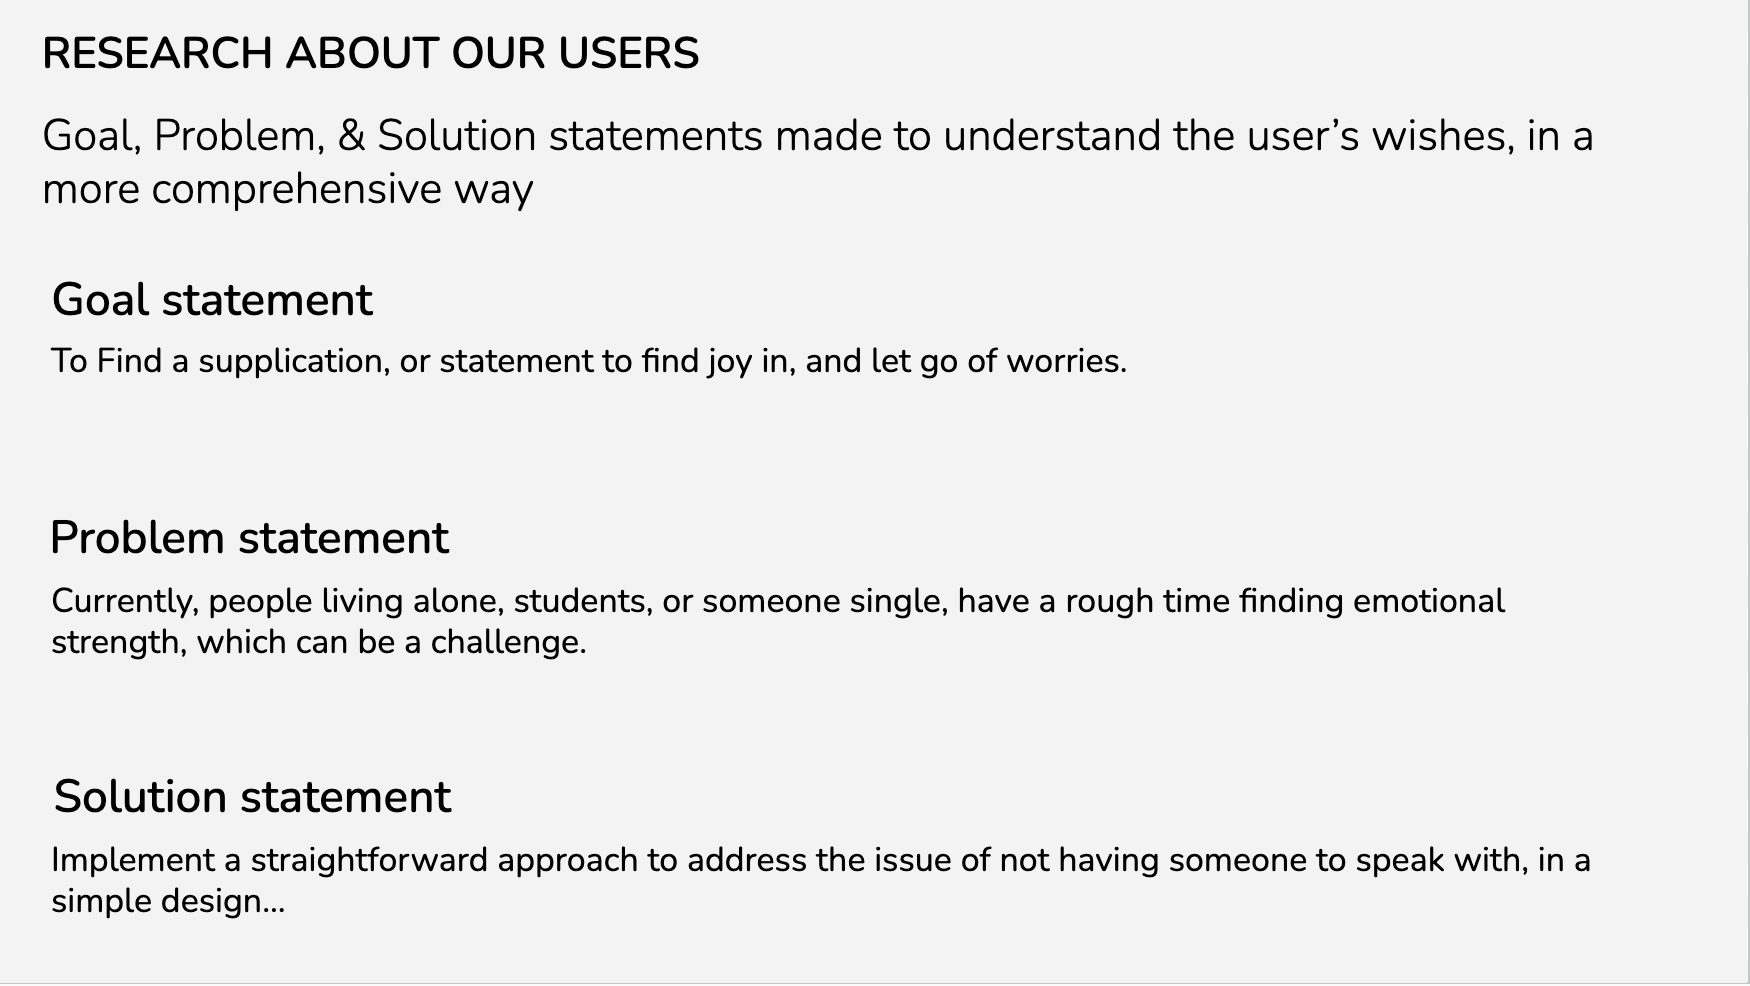 RESEARCH ABOUT OUR USERS
Goal, Problem, & Solution statements made to understand the user’s wishes, in a
more comprehensive way
Goal statement
To Find a supplication, or statement to find joy in, and let go of worries.
Problem statement
Currently, people living alone, students, or someone single, have a rough time finding emotional
strength, which can be a challenge.
Solution statement
Implement a straightforward approach to address the issue of not having someone to speak with, in a
simple design...